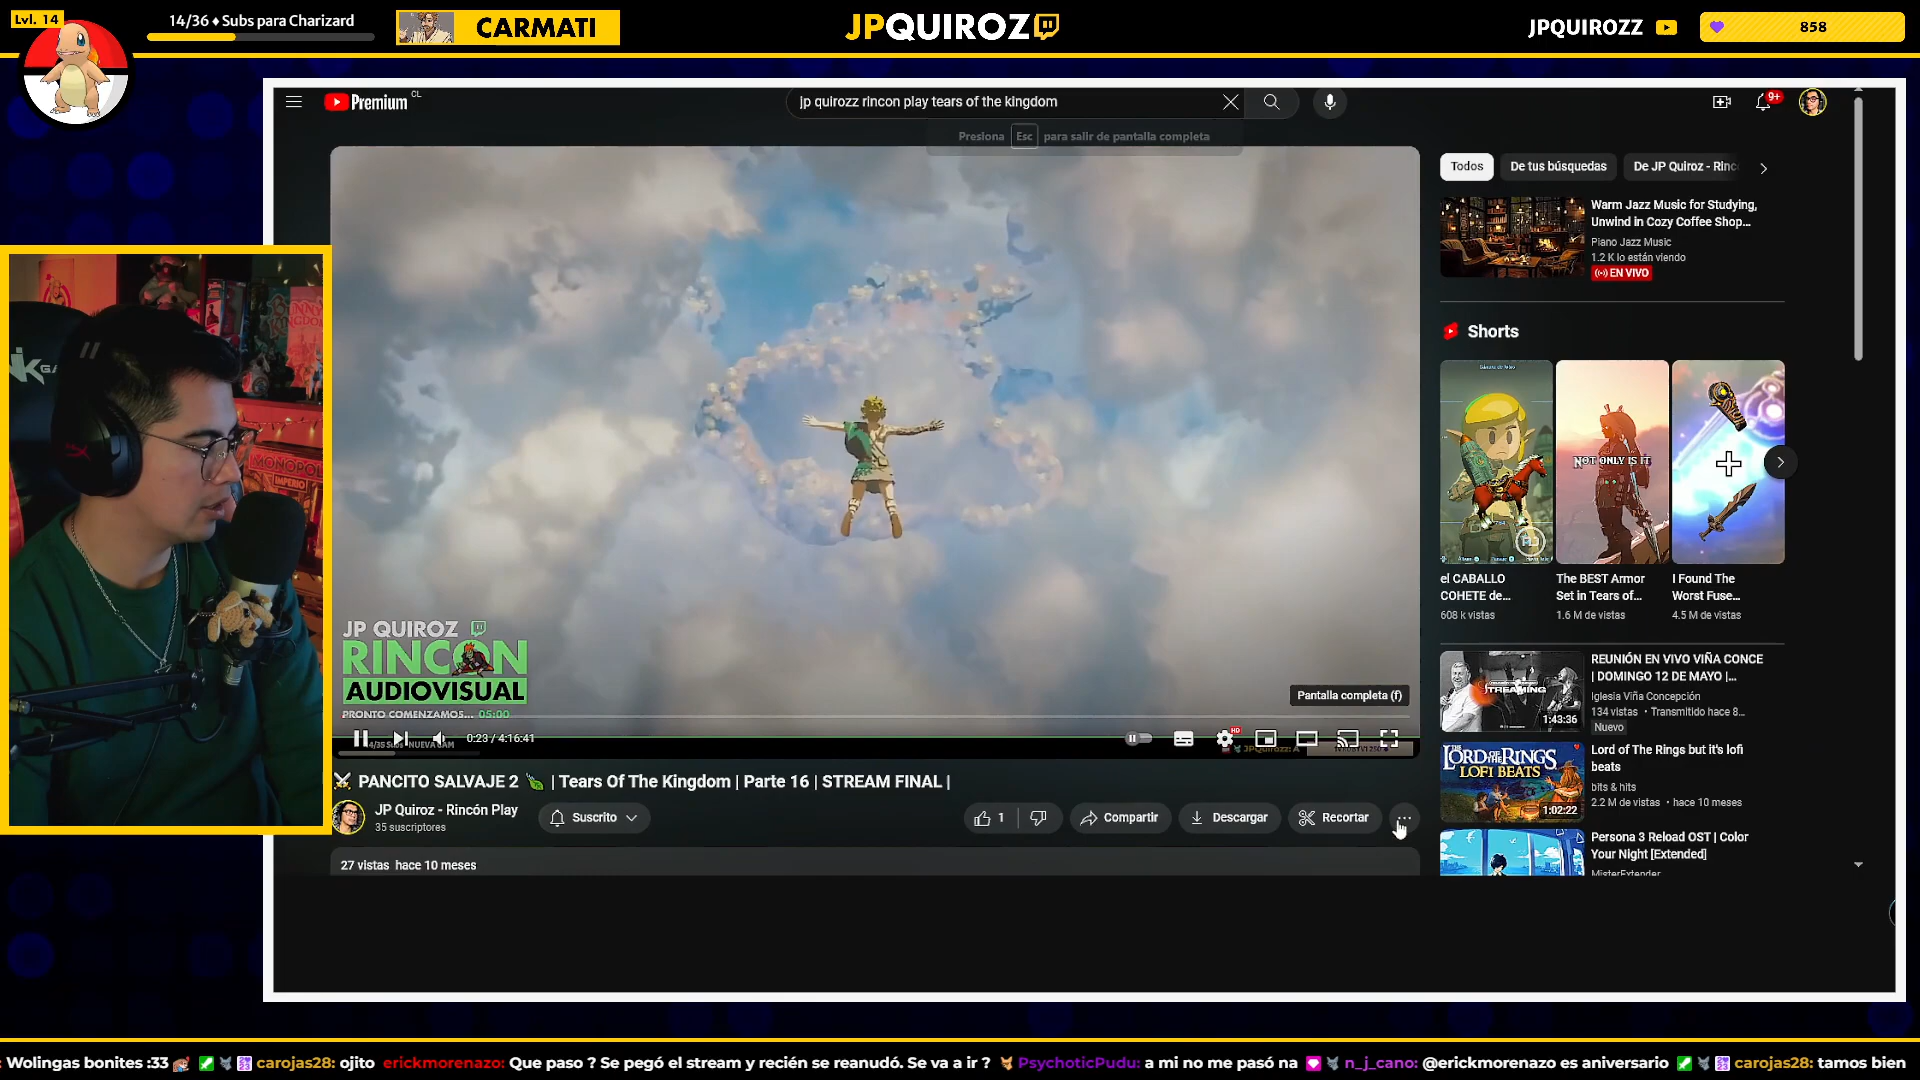 Lvl. 14
14/36 ♦ Subs para Charizard
CARMATI
JPQUIROZ
JPQUIROZZ
858
Premium CL
jp quirozz rincon play tears of the kingdom
9+
Presiona Esc para salir de pantalla completa
Todos
De tus búsquedas
De JP Quiroz - Rinc
Warm Jazz Music for Studying,
Unwind in Cozy Coffee Shop...
Piano Jazz Music
1.2 K lo están viendo
EN VIVO
Shorts
NOT ONLY IS IT
el CABALLO
COHETE de...
608 k vistas
The BEST Armor
Set in Tears of...
1.6 M de vistas
I Found The
Worst Fuse...
4.5 M de vistas
MONOPOLY
IMPERIO
JP QUIROZ
RINCÓN
AUDIOVISUAL
PRONTO COMENZAMOS... 05:00
Pantalla completa (f)
0:23 / 4:16:41
HD
PANCITO SALVAJE 2 | Tears Of The Kingdom | Parte 16 | STREAM FINAL |
JP Quiroz - Rincón Play
35 suscriptores
Suscrito
1
Compartir
Descargar
Recortar
27 vistas hace 10 meses
STREAMING
1:43:36
REUNIÓN EN VIVO VIÑA CONCE
| DOMINGO 12 DE MAYO |...
Iglesia Viña Concepción
134 vistas • Transmitido hace 8...
Nuevo
THE LORD OF THE RINGS
LOFI BEATS
1:02:22
Lord of The Rings but it's lofi
beats
bits & hits
2.2 M de vistas • hace 10 meses
Persona 3 Reload OST | Color
Your Night [Extended]
MisterExtender
: Wolingas bonites :33 carojas28: ojito erickmorenazo: Que paso ? Se pegó el stream y recién se reanudó. Se va a ir ? PsychoticPudu: a mi no me pasó na n_j_cano: @erickmorenazo es aniversario carojas28: tamos bien